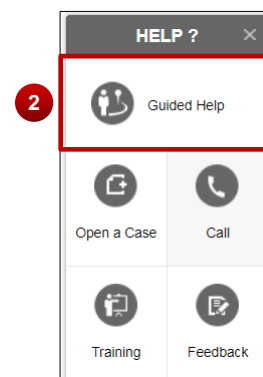 HELP ? ×
2
Guided Help
Open a Case
Call
Training
Feedback